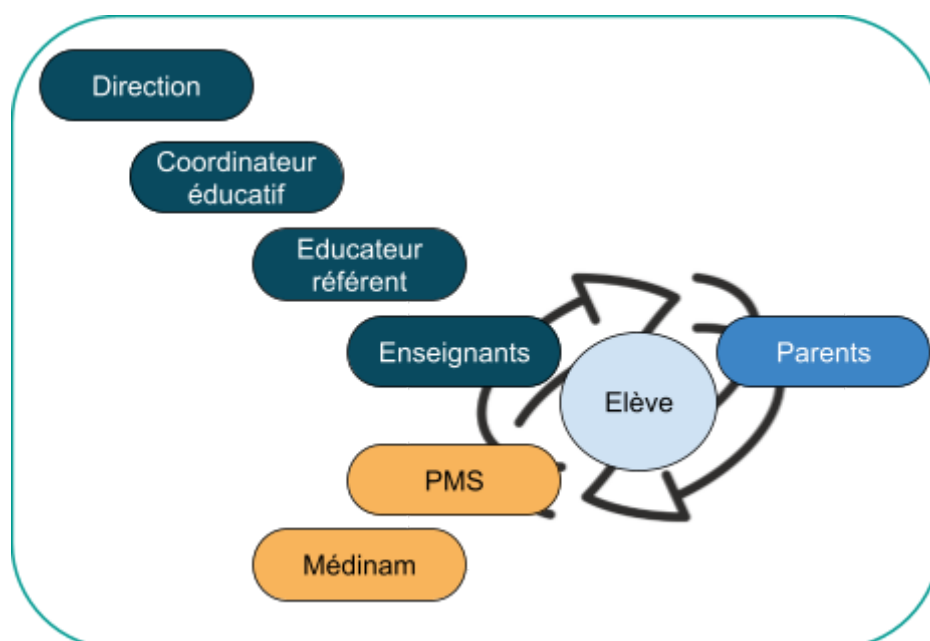 Direction
Coordinateur
éducatif
Educateur
référent
Enseignants
Parents
Elève
PMS
Médinam